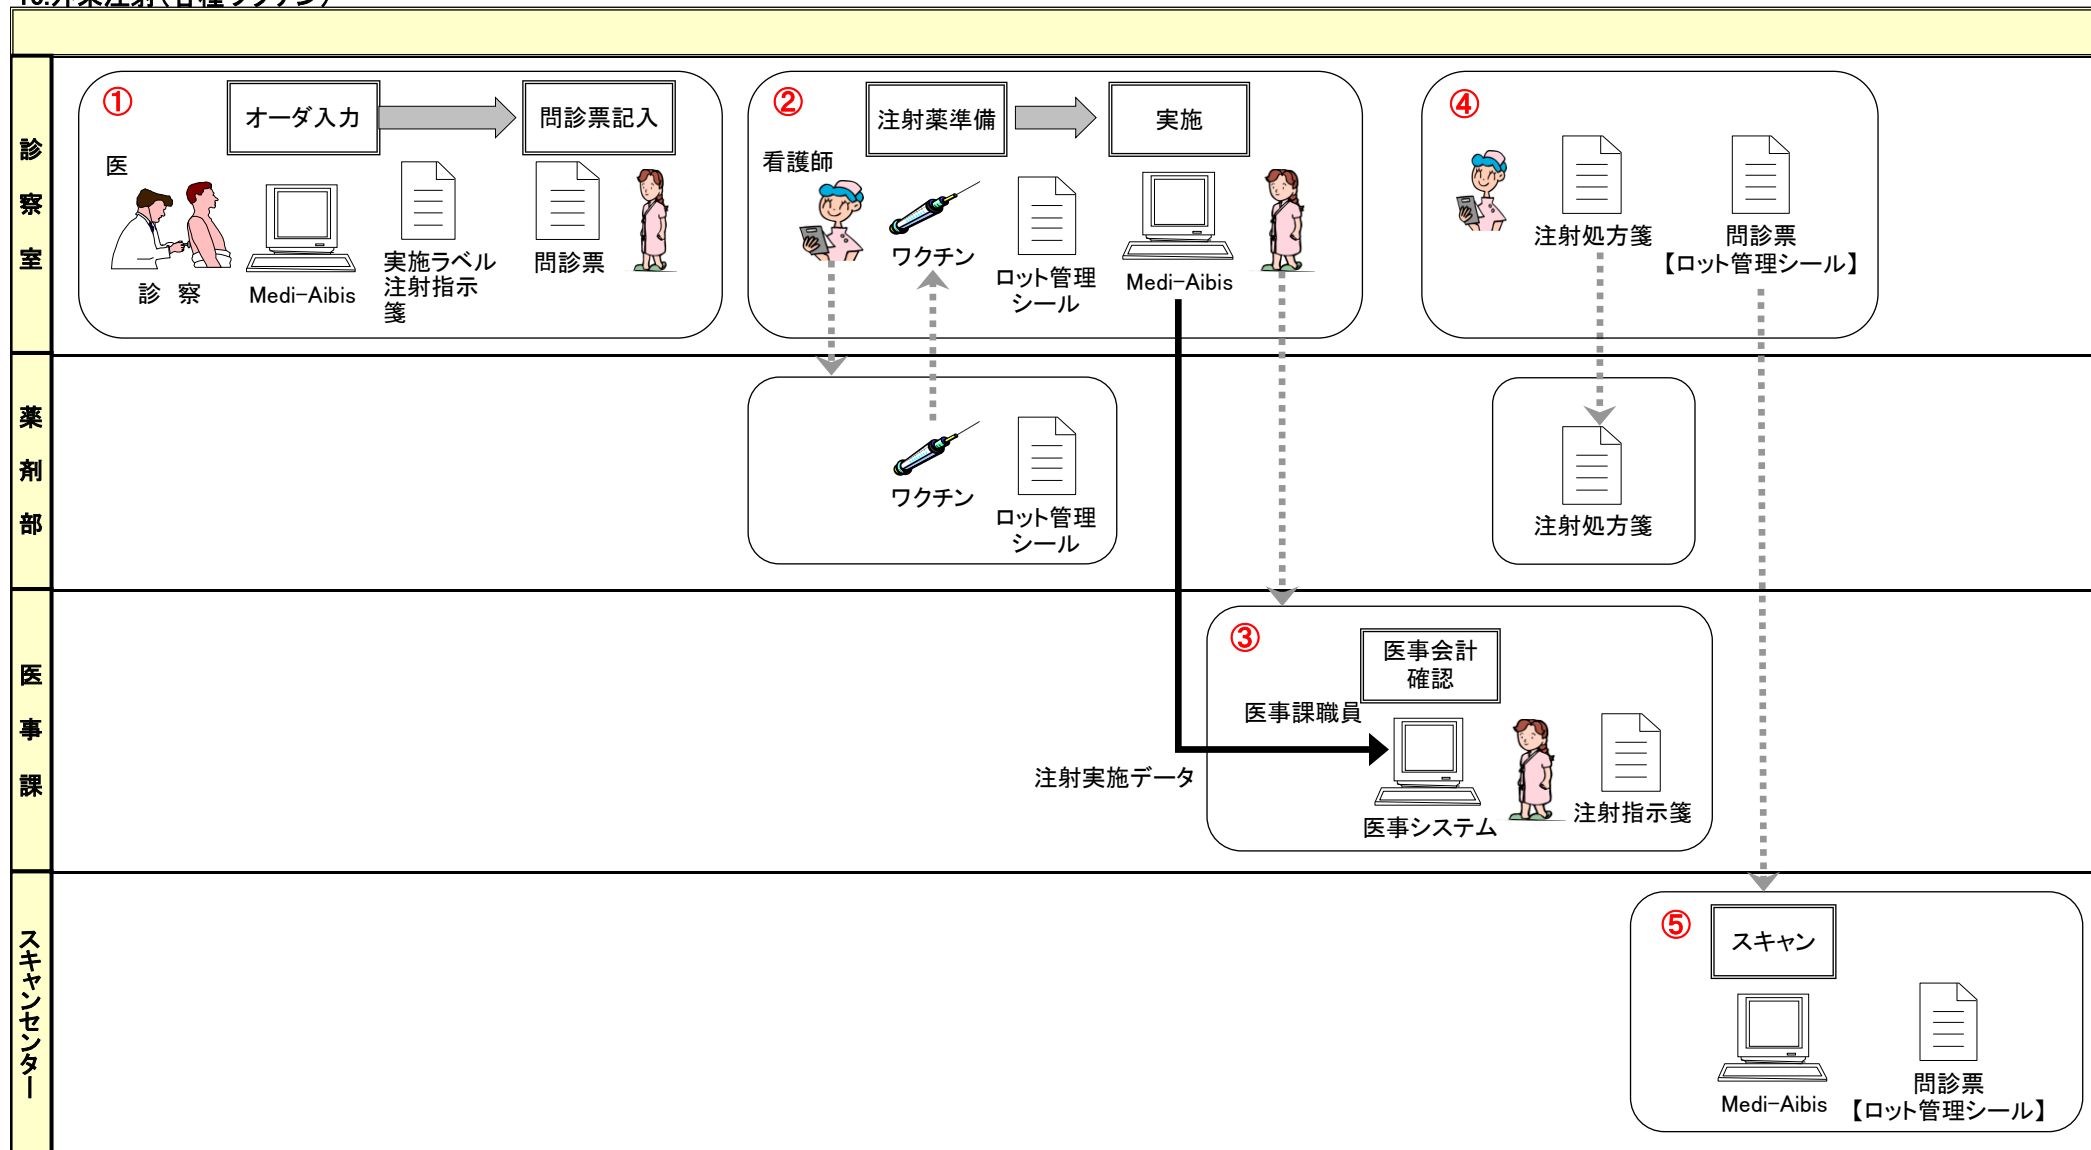 診察室
①
オーダ入力
問診票記入
医
診 察
Medi-Aibis
実施ラベル
注射指示
箋
問診票
②
注射薬準備
実施
看護師
ワクチン
ロット管理
シール
Medi-Aibis
④
注射処方箋
問診票
【ロット管理シール】
薬剤部
ワクチン
ロット管理
シール
注射処方箋
医事課
③
医事会計
確認
医事課職員
注射実施データ
医事システム
注射指示箋
スキャンセンター
⑤
スキャン
Medi-Aibis
問診票
【ロット管理シール】